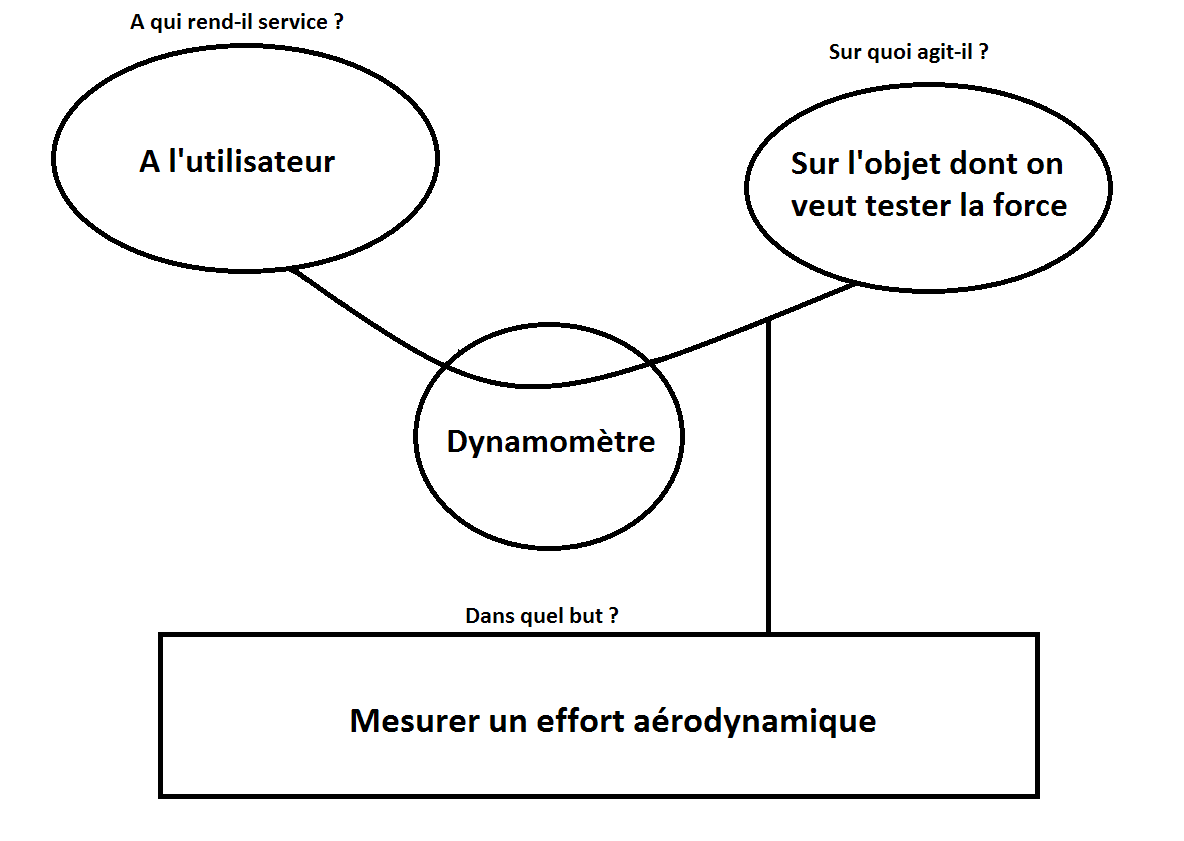 A qui rend-il service ?
Sur quoi agit-il ?
A l'utilisateur
Sur l'objet dont on
veut tester la force
Dynamomètre
Dans quel but ?
Mesurer un effort aérodynamique